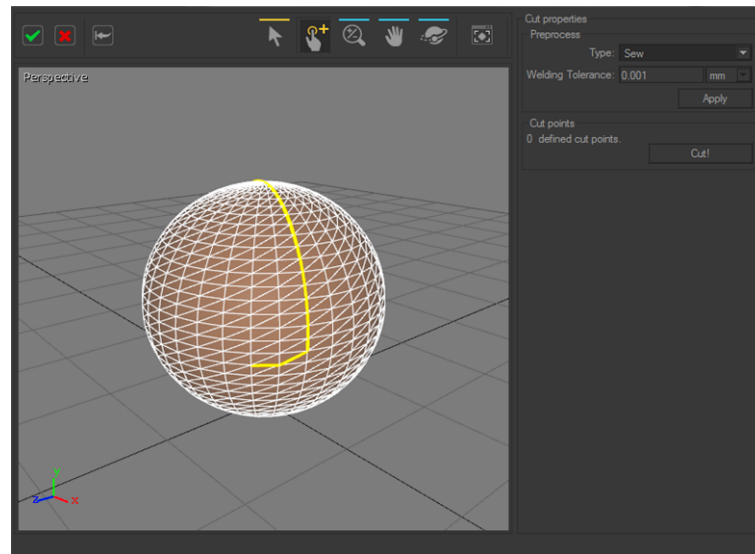 Cut properties
Preprocess
Type: Sew
Welding Tolerance: 0.001 mm
Apply
Cut points
0 defined cut points.
Cut!
Perspective
y
z
x